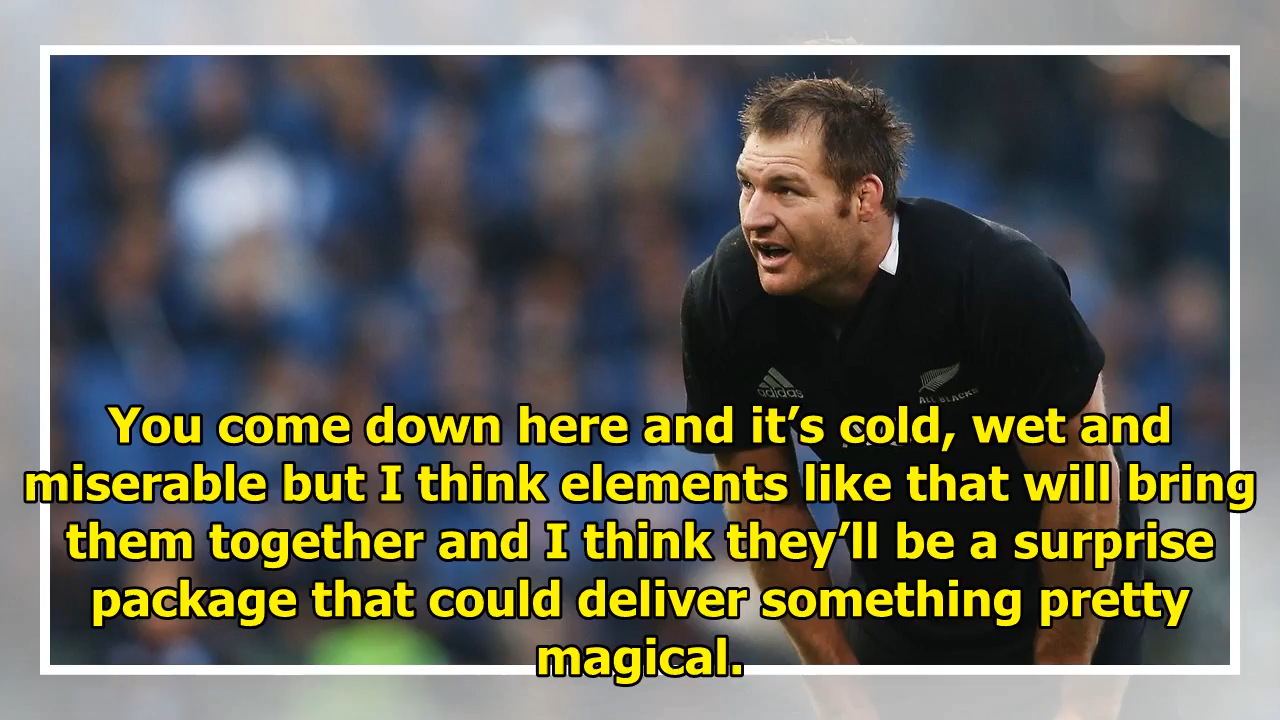 adidas
ALL BLACKS
You come down here and it’s cold, wet and
miserable but I think elements like that will bring
them together and I think they’ll be a surprise
package that could deliver something pretty
magical.